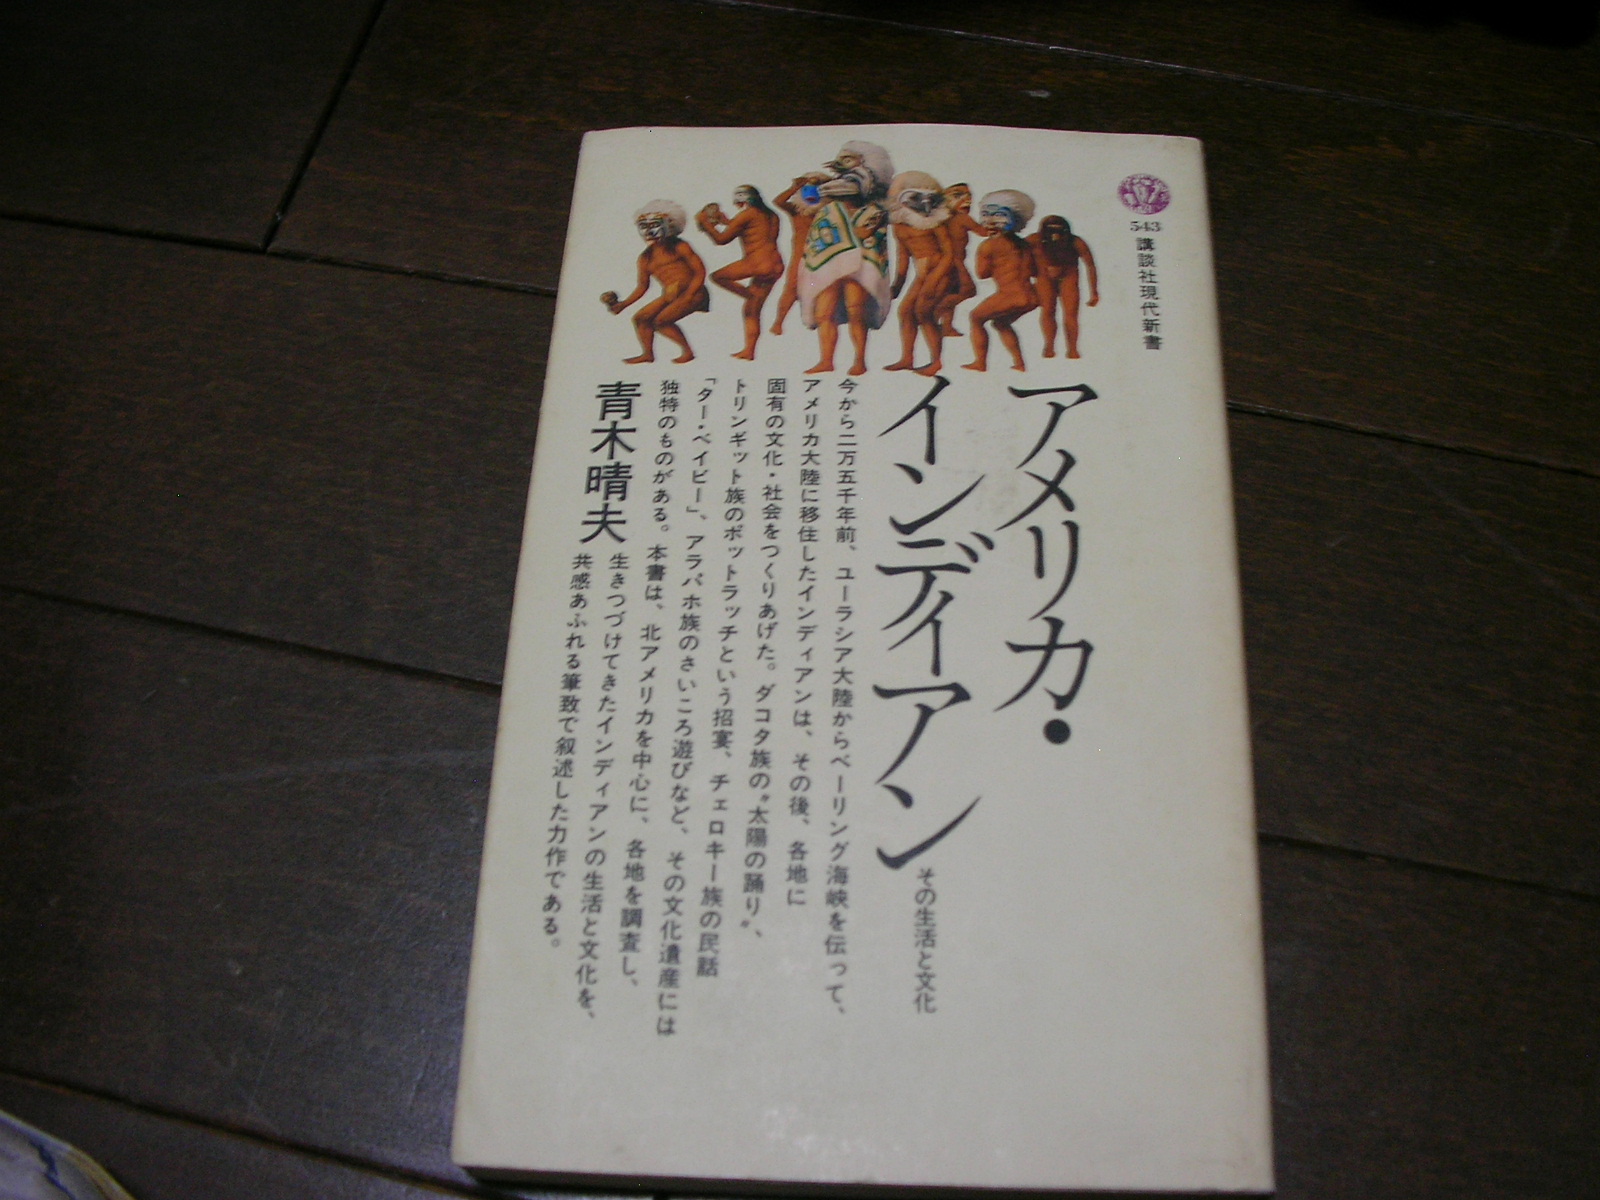 543
講談社現代新書
アメリカ・
インディアン
その生活と文化
今から二万五千年前、ユーラシア大陸からベーリング海峡を伝って、
アメリカ大陸に移住したインディアンは、その後、各地に
固有の文化・社会をつくりあげた。ダコタ族の〝太陽の踊り〟、
トリンギット族のポットラッチという招宴、チェロキー族の民話
「ター・ベイビー」、アラパホ族のさいころ遊びなど、その文化遺産には
独特のものがある。本書は、北アメリカを中心に、各地を調査し、
生きつづけてきたインディアンの生活と文化を、
共感あふれる筆致で叙述した力作である。
青木晴夫